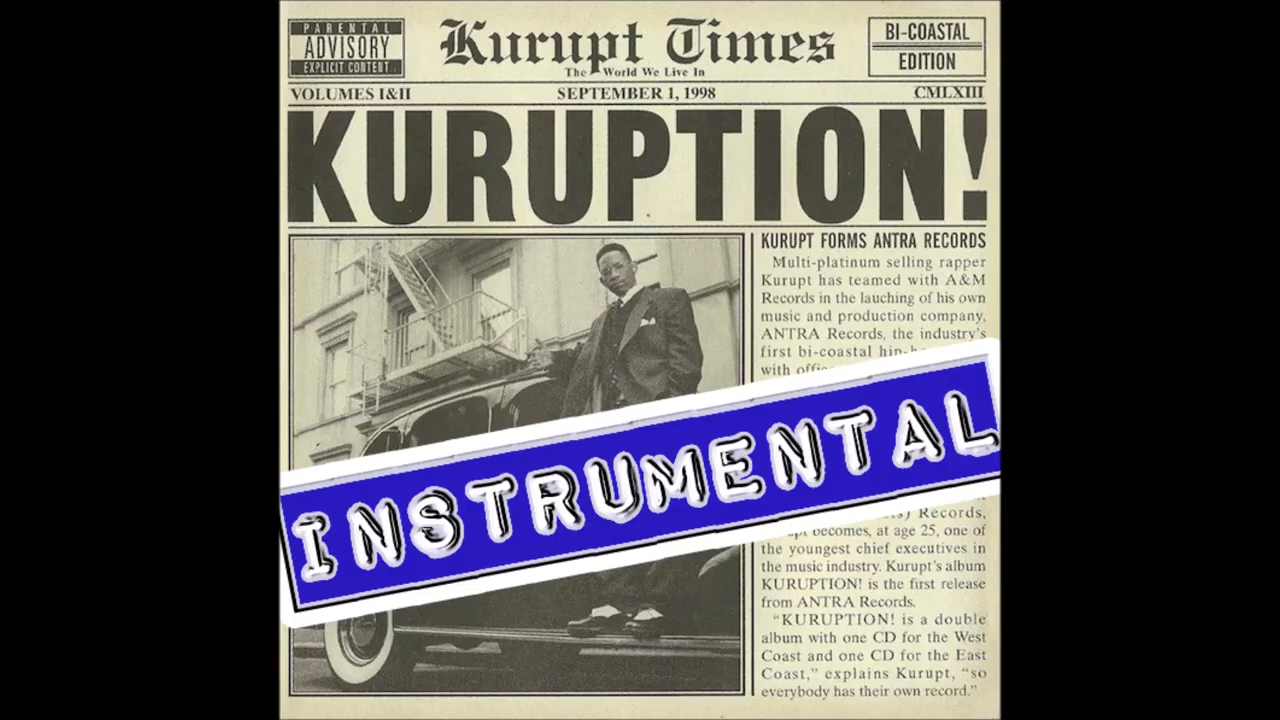 PARENTAL
ADVISORY
EXPLICIT CONTENT
Kurupt Times
The World We Live In
BI-COASTAL
EDITION
VOLUMES I&II
SEPTEMBER 1, 1998
CMLXIII
KURUPTION!
KURUPT FORMS ANTRA RECORDS
Multi-platinum selling rapper
Kurupt has teamed with A&M
Records in the lauching of his own
music and production company,
ANTRA Records, the industry's
first bi-coastal
with
INSTRUMENTAL
Records,
becomes, at age 25, one of
the youngest chief executives in
the music industry. Kurupt's album
KURUPTION! is the first release
from ANTRA Records.
"KURUPTION! is a double
album with one CD for the West
Coast and one CD for the East
Coast," explains Kurupt, "so
everybody has their own record."